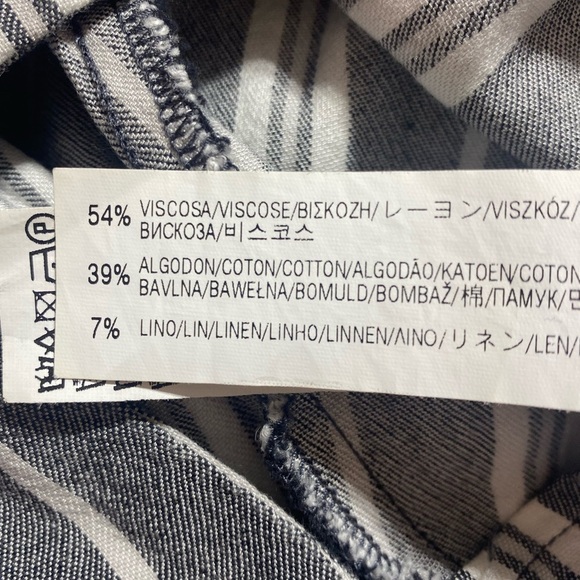 54% VISCOSA/VISCOSE/ΒΙΣΚΟΖΗ/レーヨン/VISZKÓZ/
ВИСКОЗА/비스코스
39% ALGODON/COTON/COTTON/ALGODÃO/KATOEN/COTON
BAVLNA/BAWEŁNA/BOMULD/BOMBAŽ/棉/ПАМУК/
7% LINO/LIN/LINEN/LINHO/LINNEN/ΛΙΝΟ/リネン/LEN/